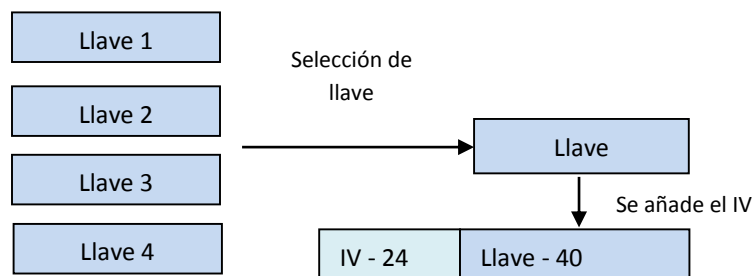 Llave 1
Llave 2
Llave 3
Llave 4
Selección de
llave
Llave
Se añade el IV
IV - 24
Llave - 40